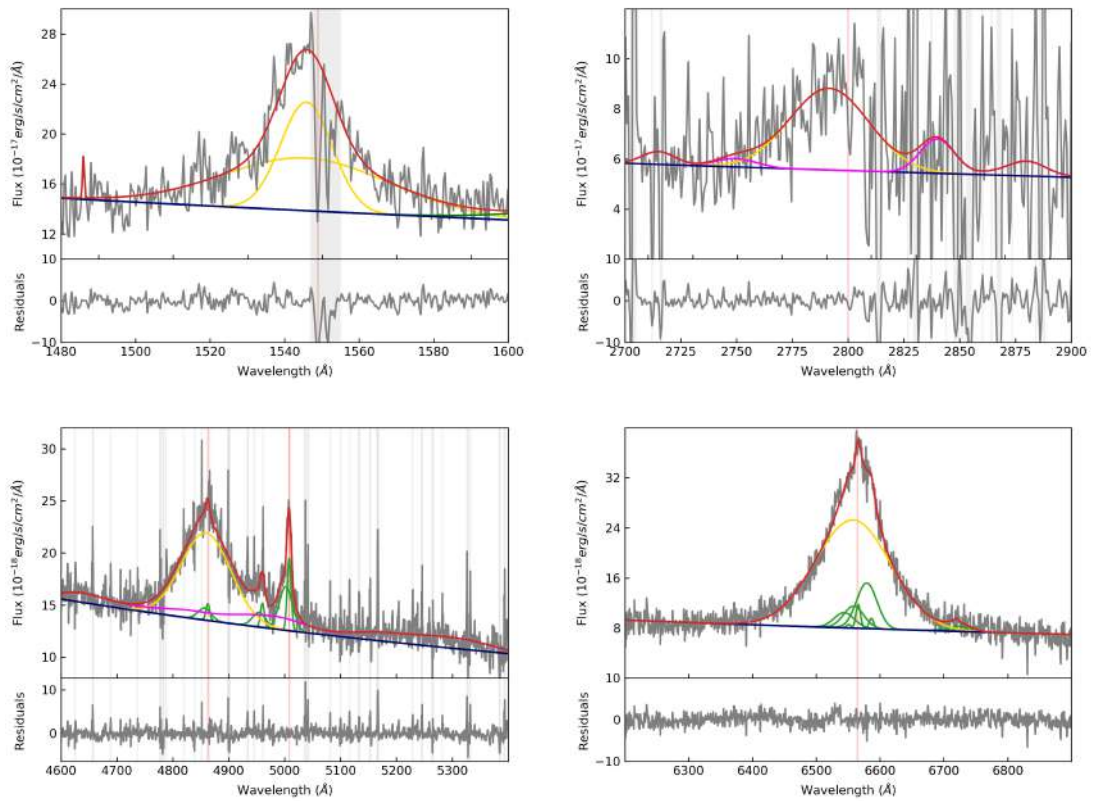 Flux (10⁻¹⁷erg/s/cm²/Å)
28
24
20
16
12
Residuals
10
0
−10
1480 1500 1520 1540 1560 1580 1600
Wavelength (Å)
Flux (10⁻¹⁷erg/s/cm²/Å)
10
8
6
4
Residuals
10
0
−10
2700 2725 2750 2775 2800 2825 2850 2875 2900
Wavelength (Å)
Flux (10⁻¹⁸erg/s/cm²/Å)
30
25
20
15
10
Residuals
10
0
4600 4700 4800 4900 5000 5100 5200 5300
Wavelength (Å)
Flux (10⁻¹⁸erg/s/cm²/Å)
32
24
16
8
Residuals
10
0
−10
6300 6400 6500 6600 6700 6800
Wavelength (Å)